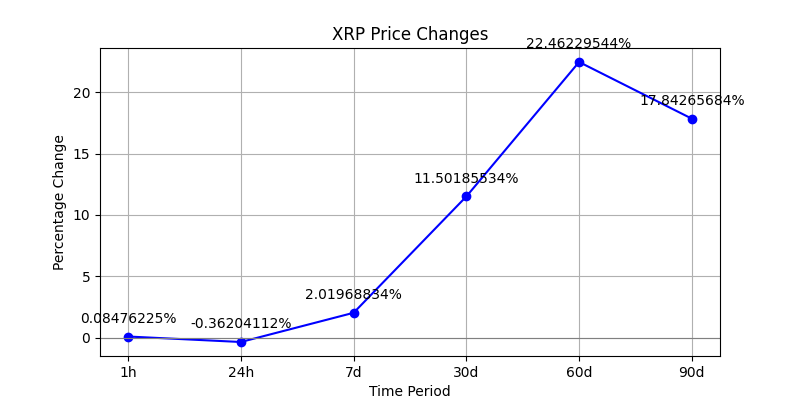 XRP Price Changes
22.46229544%
17.84265684%
11.50185534%
2.01968834%
0.08476225%
-0.36204112%
Percentage Change
20
15
10
5
0
1h 24h 7d 30d 60d 90d
Time Period